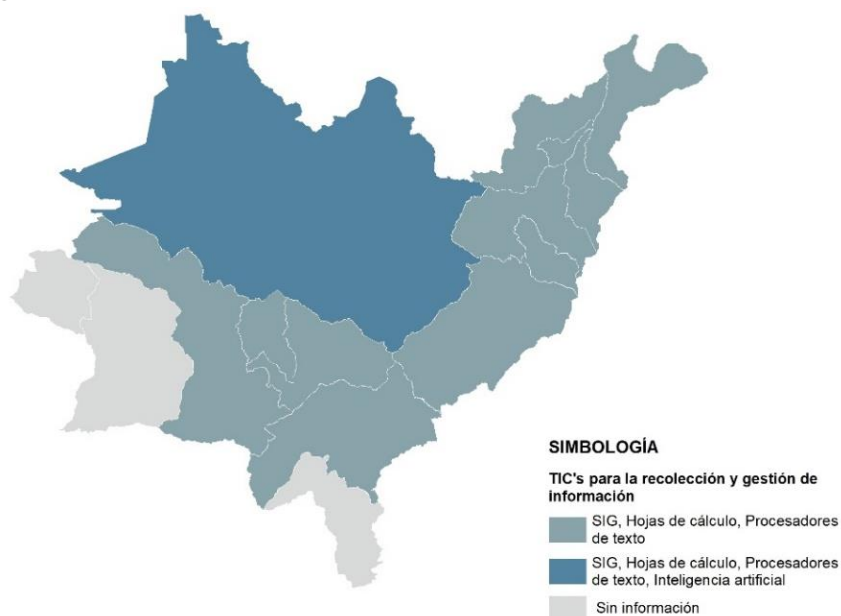 SIMBOLOGÍA
TIC's para la recolección y gestión de
información
SIG, Hojas de cálculo, Procesadores
de texto
SIG, Hojas de cálculo, Procesadores
de texto, Inteligencia artificial
Sin información